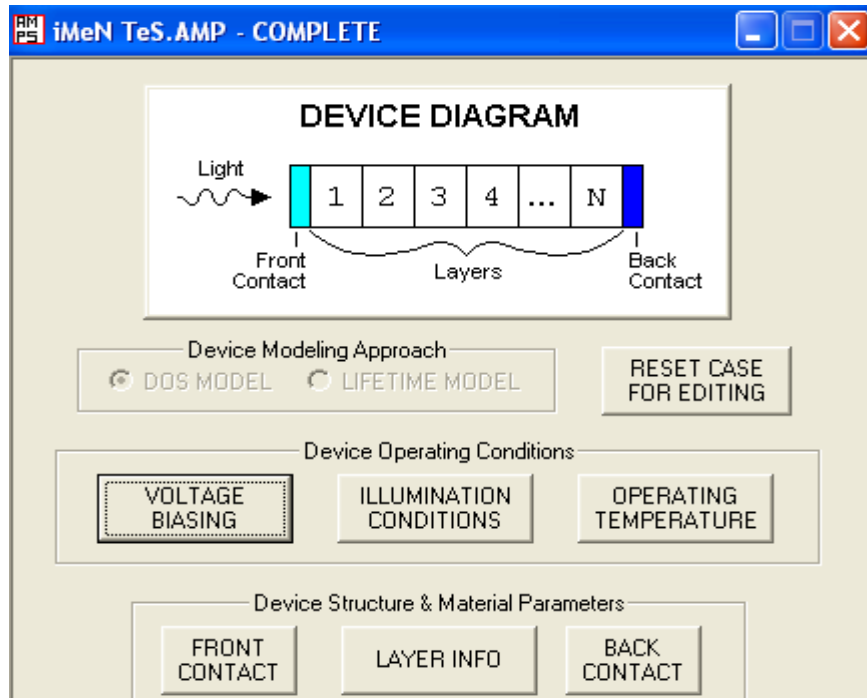 AM
PS
iMeN TeS.AMP - COMPLETE
DEVICE DIAGRAM
Light
1 2 3 4 ... N
Front
Contact
Layers
Back
Contact
Device Modeling Approach
DOS MODEL LIFETIME MODEL
RESET CASE
FOR EDITING
Device Operating Conditions
VOLTAGE
BIASING
ILLUMINATION
CONDITIONS
OPERATING
TEMPERATURE
Device Structure & Material Parameters
FRONT
CONTACT
LAYER INFO
BACK
CONTACT